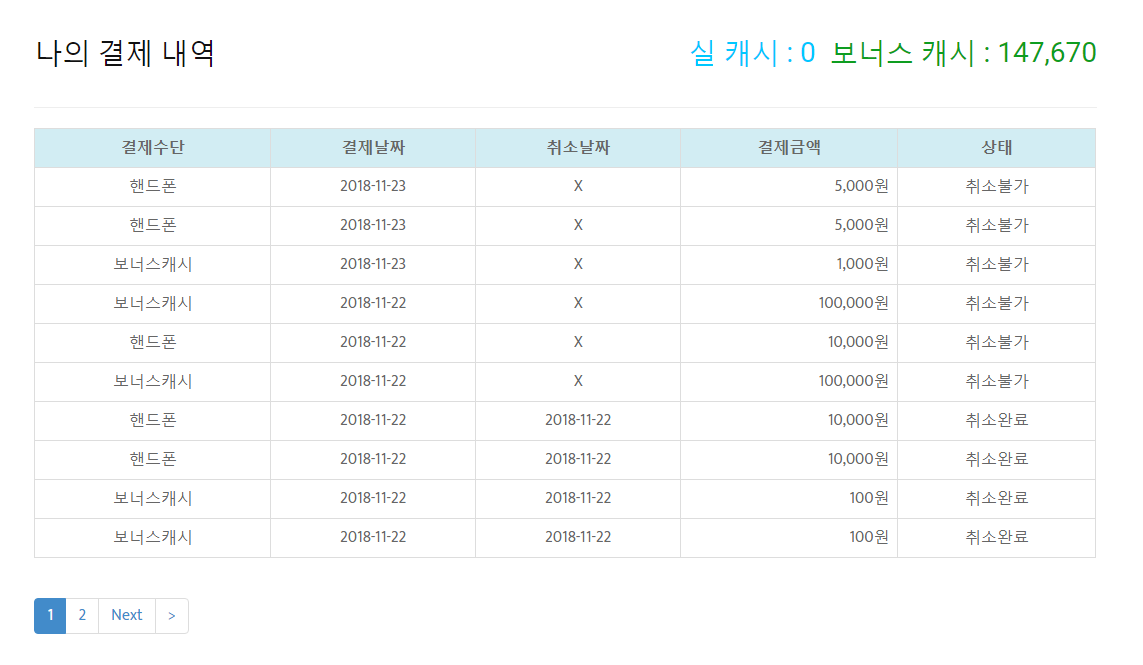 나의 결제 내역 실 캐시 : 0 보너스 캐시 : 147,670
결제수단 결제날짜 취소날짜 결제금액 상태
핸드폰 2018-11-23 X 5,000원 취소불가
핸드폰 2018-11-23 X 5,000원 취소불가
보너스캐시 2018-11-23 X 1,000원 취소불가
보너스캐시 2018-11-22 X 100,000원 취소불가
핸드폰 2018-11-22 X 10,000원 취소불가
보너스캐시 2018-11-22 X 100,000원 취소불가
핸드폰 2018-11-22 2018-11-22 10,000원 취소완료
핸드폰 2018-11-22 2018-11-22 10,000원 취소완료
보너스캐시 2018-11-22 2018-11-22 100원 취소완료
보너스캐시 2018-11-22 2018-11-22 100원 취소완료
1 2 Next >